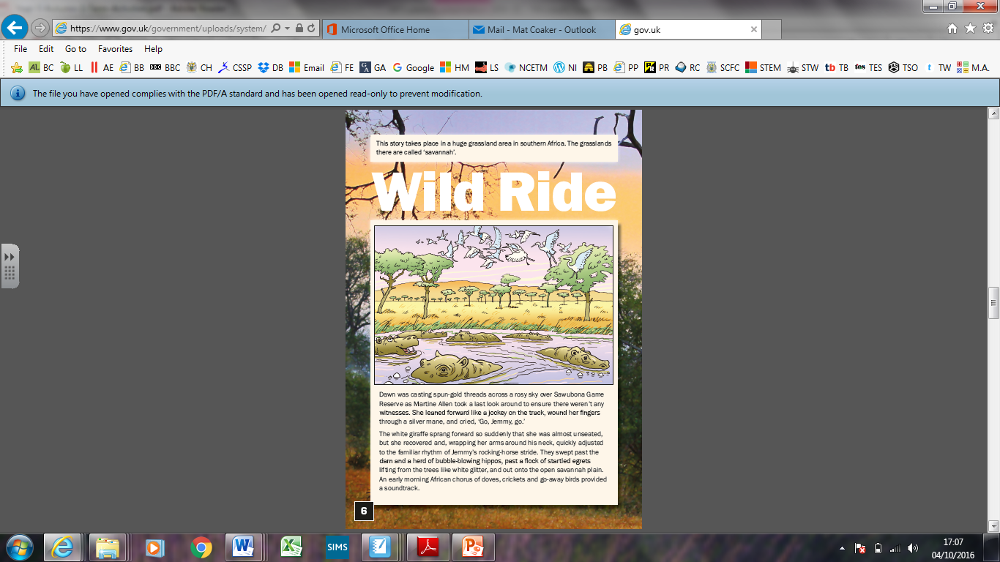 https://www.gov.uk/government/uploads/system/
Microsoft Office Home
Mail - Mat Coaker - Outlook
gov.uk
File Edit Go to Favorites Help
AL BC LL AE BB BBC BBC CH CSSP DB Email FE GA GA Google HM LS NCETM NI PB PP PR RC SCFC STEM STW tb TB tes TES TSO t TW M.A.
The file you have opened complies with the PDF/A standard and has been opened read-only to prevent modification.
This story takes place in a huge grassland area in southern Africa. The grasslands
there are called ‘savannah’.
Wild Ride
Dawn was casting spun-gold threads across a rosy sky over Sawubona Game
Reserve as Martine Allen took a last look around to ensure there weren’t any
witnesses. She leaned forward like a jockey on the track, wound her fingers
through a silver mane, and cried, ‘Go, Jemmy, go.’
The white giraffe sprang forward so suddenly that she was almost unseated,
but she recovered and, wrapping her arms around his neck, quickly adjusted
to the familiar rhythm of Jemmy’s rocking-horse stride. They swept past the
dam and a herd of bubble-blowing hippos, past a flock of startled egrets
lifting from the trees like white glitter, and out onto the open savannah plain.
An early morning African chorus of doves, crickets and go-away birds provided
a soundtrack.
6
SIMS
17:07
04/10/2016